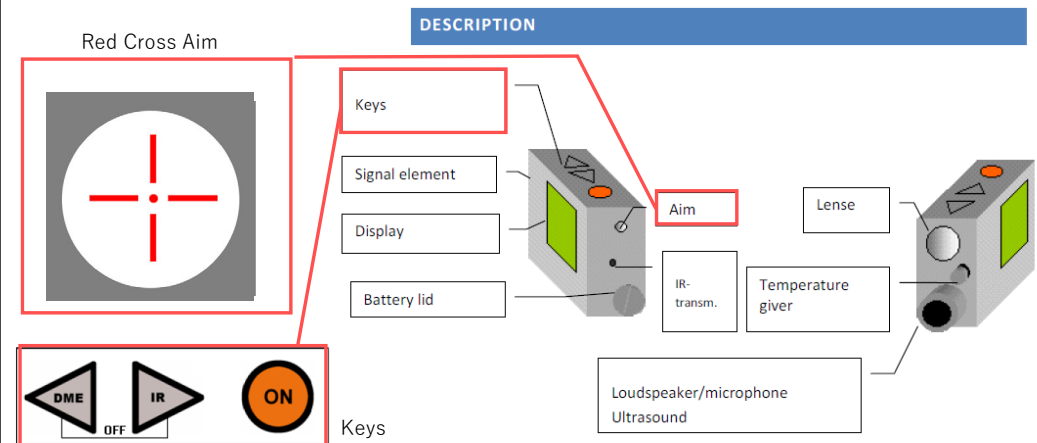 DESCRIPTION
Red Cross Aim
Keys
Signal element
Display
Battery lid
Aim
IR-
transm.
Lense
Temperature
giver
Loudspeaker/microphone
Ultrasound
DME
IR
ON
OFF
Keys